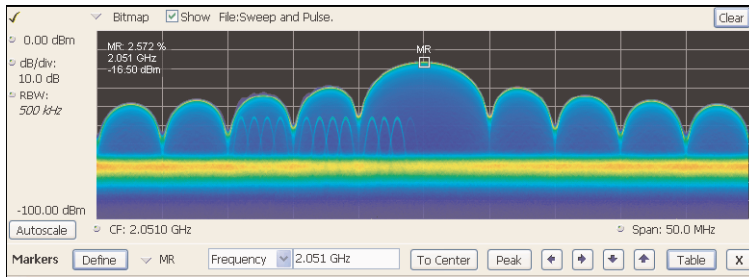 Bitmap Show File:Sweep and Pulse. Clear
0.00 dBm
dB/div:
10.0 dB
RBW:
500 kHz
-100.00 dBm
MR: 2.572 %
2.051 GHz
-16.50 dBm
MR
Autoscale CF: 2.0510 GHz Span: 50.0 MHz
Markers Define MR Frequency 2.051 GHz To Center Peak Table X